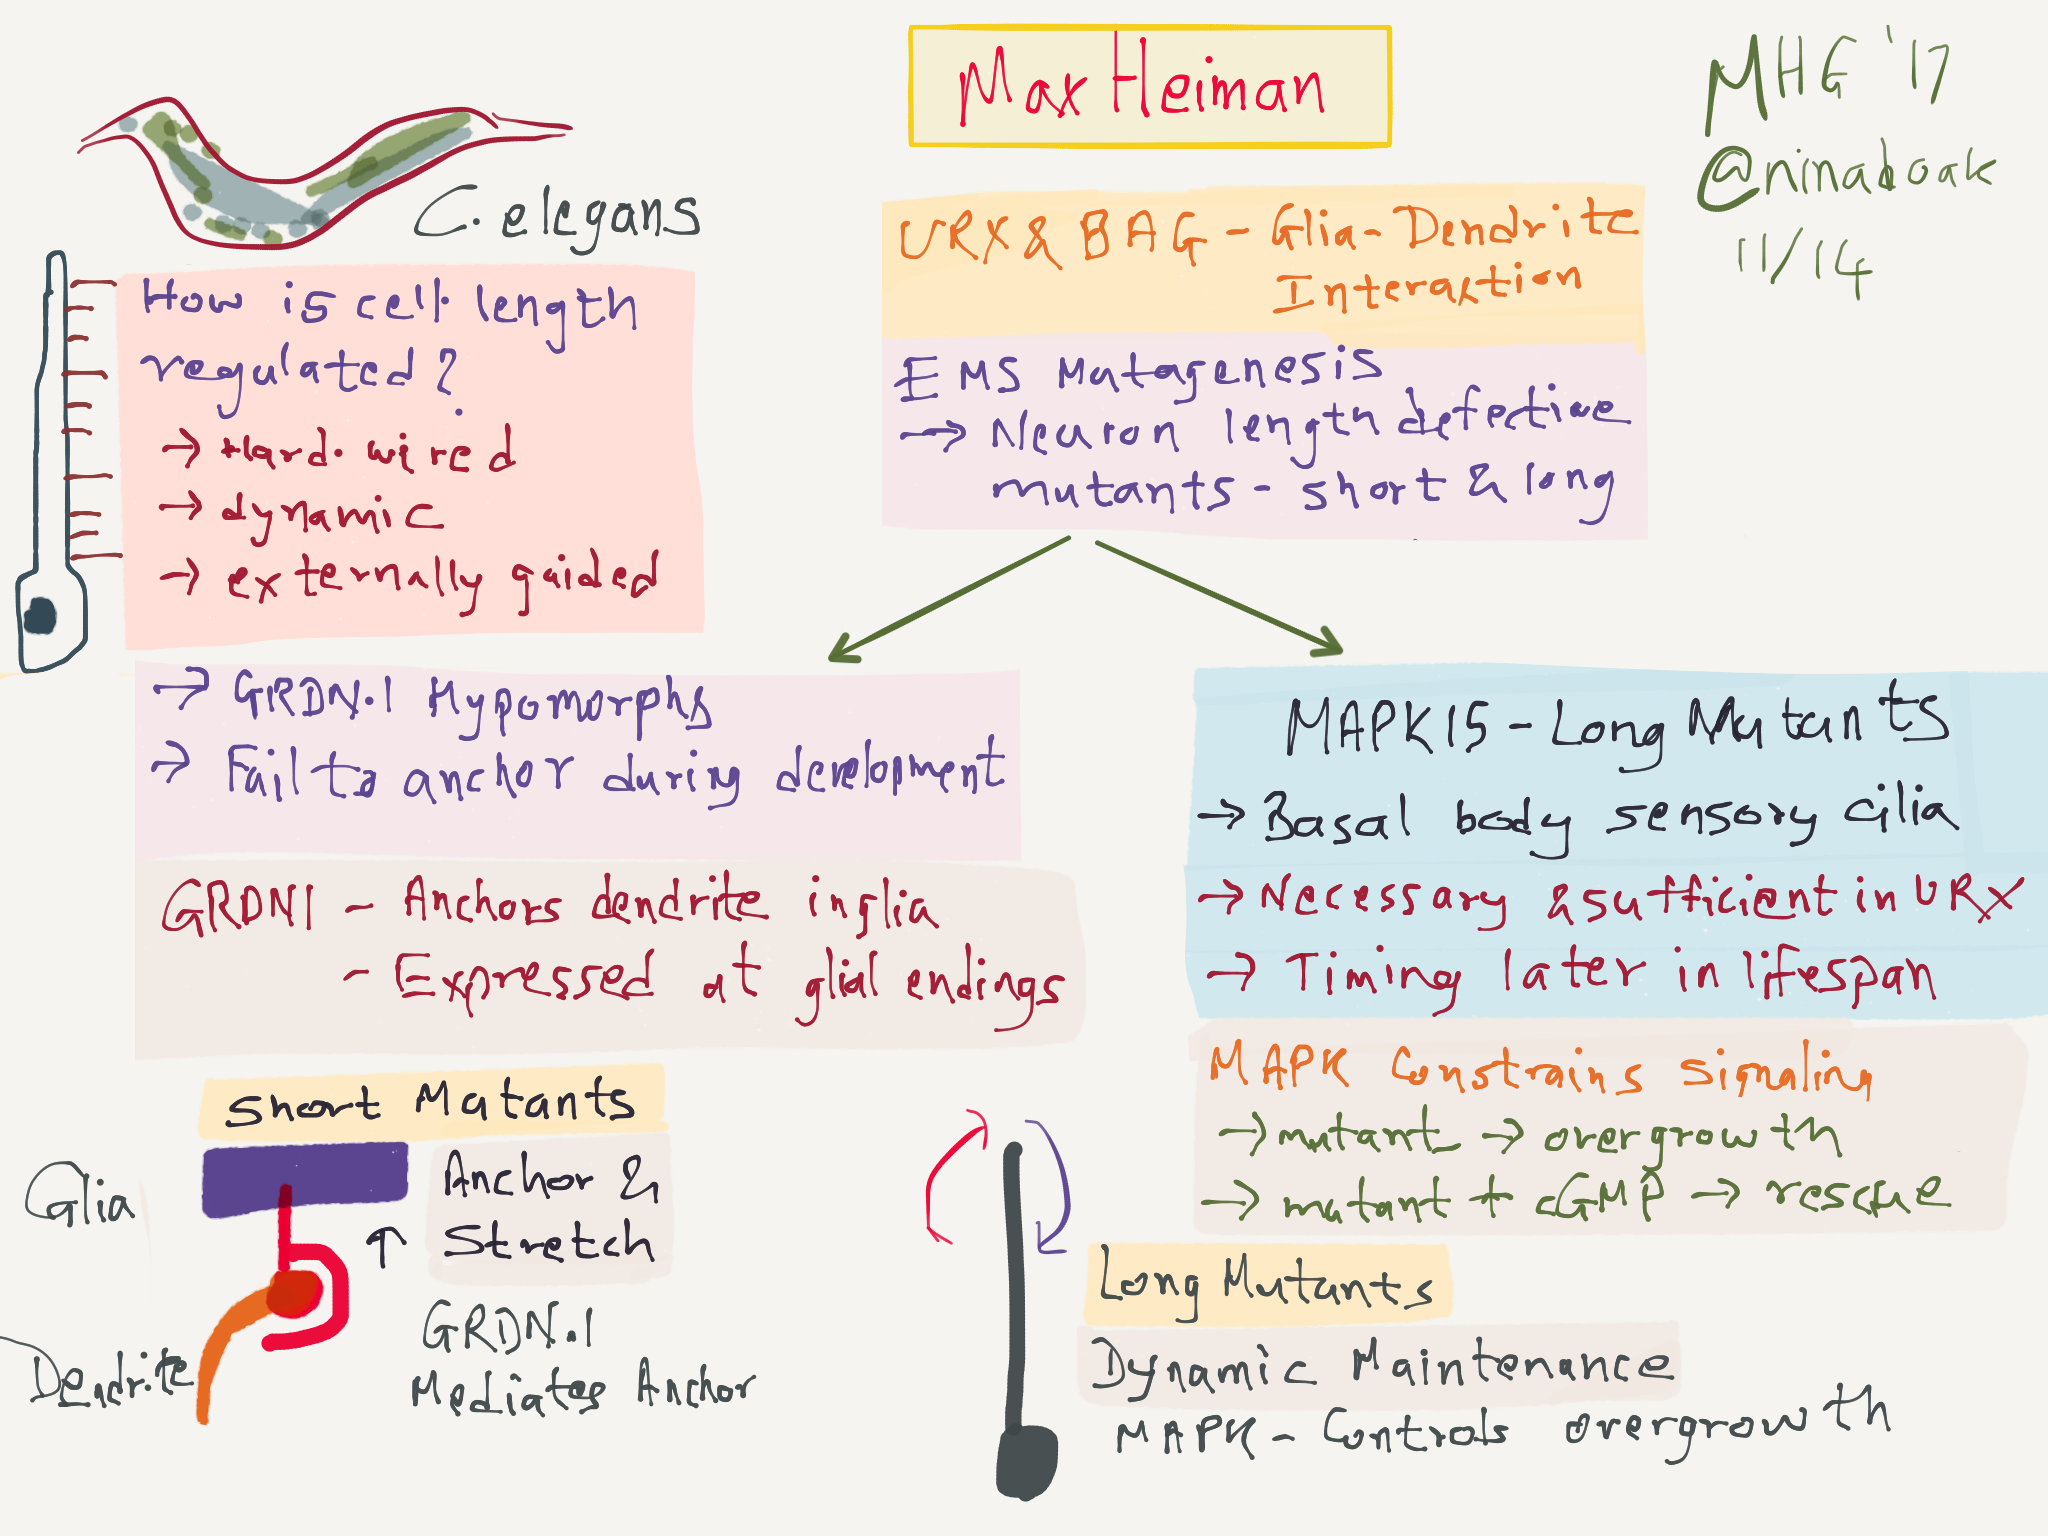 Max Heiman
MHG '17
@ninadoak
11/14
C. elegans
How is cell length
regulated?
→ Hard-wired
→ dynamic
→ externally guided
URX & BAG - Glia-Dendrite
Interaction
EMS Mutagenesis
→ Neuron length defective
mutants - short & long
→ GRDN.1 Hypomorphs
→ Fail to anchor during development
GRDN1 - Anchors dendrite in glia
- Expressed at glial endings
Short Mutants
Glia
Anchor &
↑ Stretch
Dendrite
GRDN.1
Mediates Anchor
MAPK15 - Long Mutants
→ Basal body sensory cilia
→ Necessary & sufficient in URX
→ Timing later in lifespan
MAPK Constrains Signaling
→ mutant → overgrowth
→ mutant + cGMP → rescue
Long Mutants
Dynamic Maintenance
MAPK - Controls overgrowth